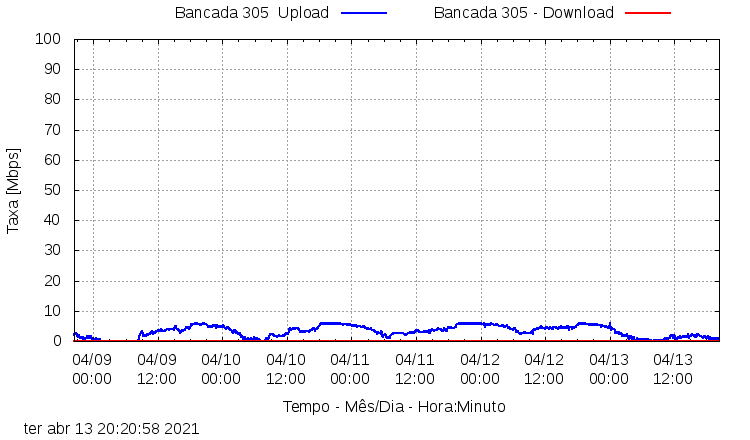 Bancada 305  Upload
Bancada 305 - Download
100
90
80
70
60
50
40
30
20
10
0
Taxa [Mbps]
04/09 04/09 04/10 04/10 04/11 04/11 04/12 04/12 04/13 04/13
00:00 12:00 00:00 12:00 00:00 12:00 00:00 12:00 00:00 12:00
Tempo - Mês/Dia - Hora:Minuto
ter abr 13 20:20:58 2021